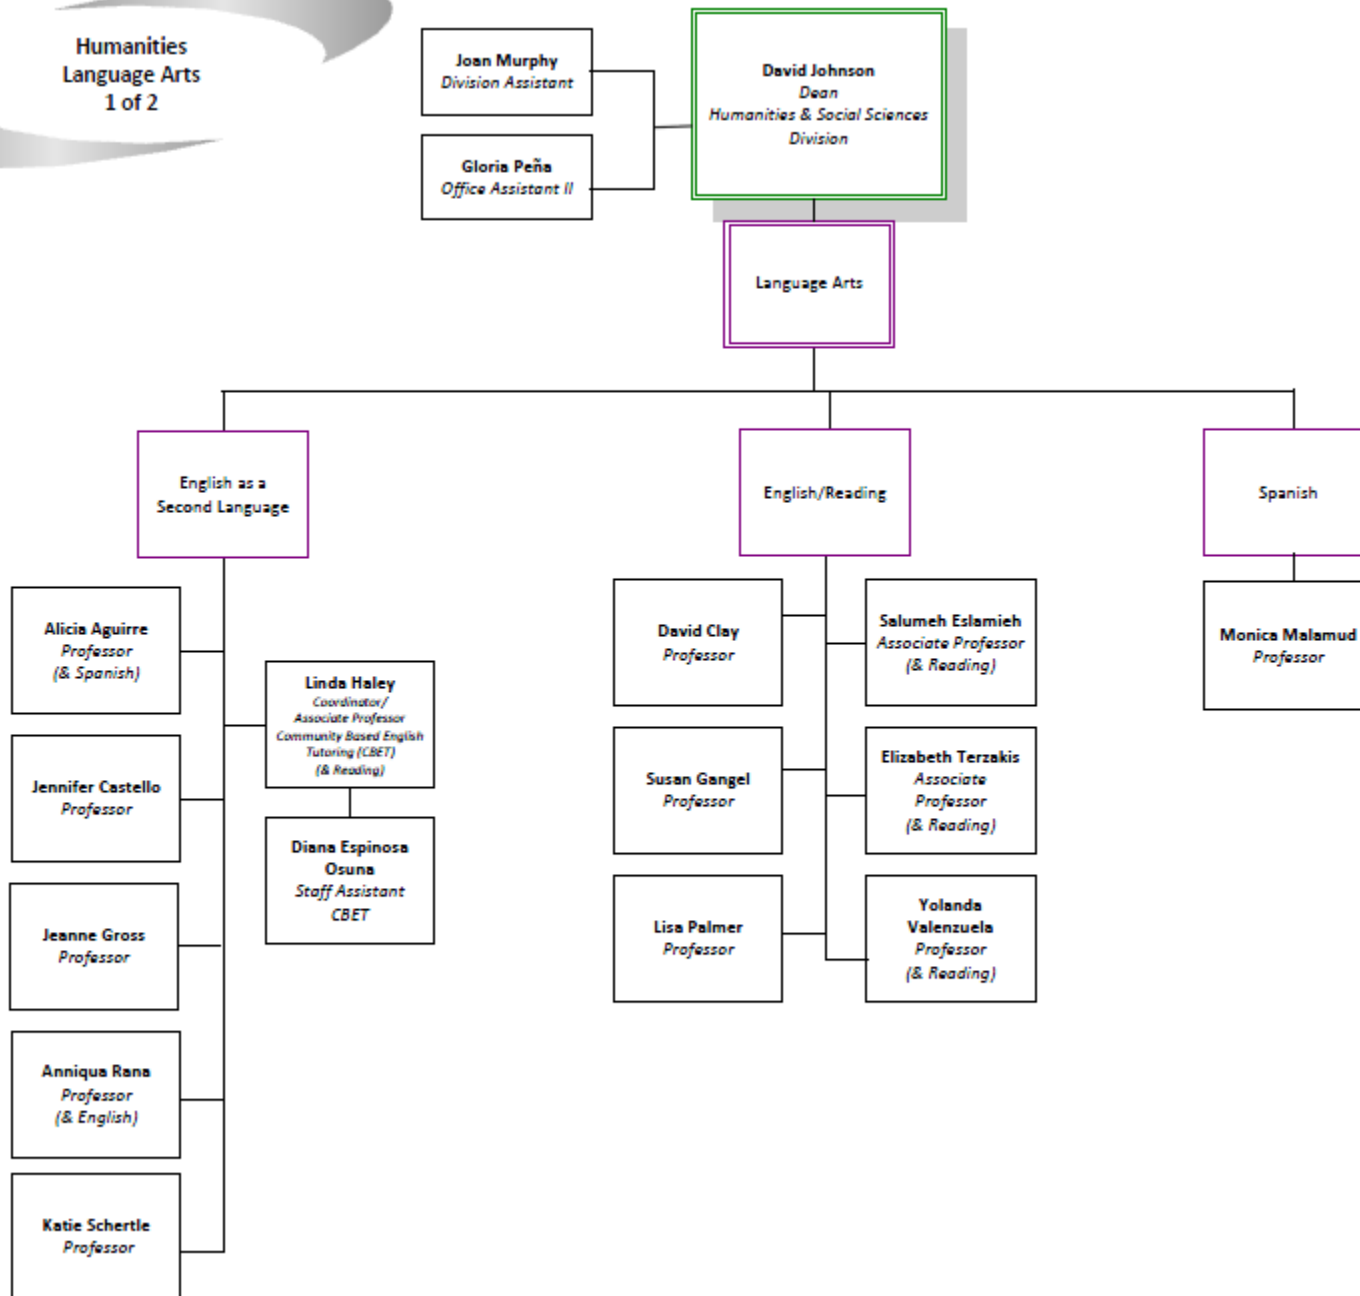 Humanities
Language Arts
1 of 2
Joan Murphy
Division Assistant
Gloria Peña
Office Assistant II
David Johnson
Dean
Humanities & Social Sciences
Division
Language Arts
English as a
Second Language
English/Reading
Spanish
Alicia Aguirre
Professor
(& Spanish)
Linda Haley
Coordinator/
Associate Professor
Community Based English
Tutoring (CBET)
(& Reading)
Jennifer Castello
Professor
Diana Espinosa
Osuna
Staff Assistant
CBET
Jeanne Gross
Professor
Anniqua Rana
Professor
(& English)
Katie Schertle
Professor
David Clay
Professor
Salumeh Eslamieh
Associate Professor
(& Reading)
Susan Gangel
Professor
Elizabeth Terzakis
Associate
Professor
(& Reading)
Lisa Palmer
Professor
Yolanda
Valenzuela
Professor
(& Reading)
Monica Malamud
Professor